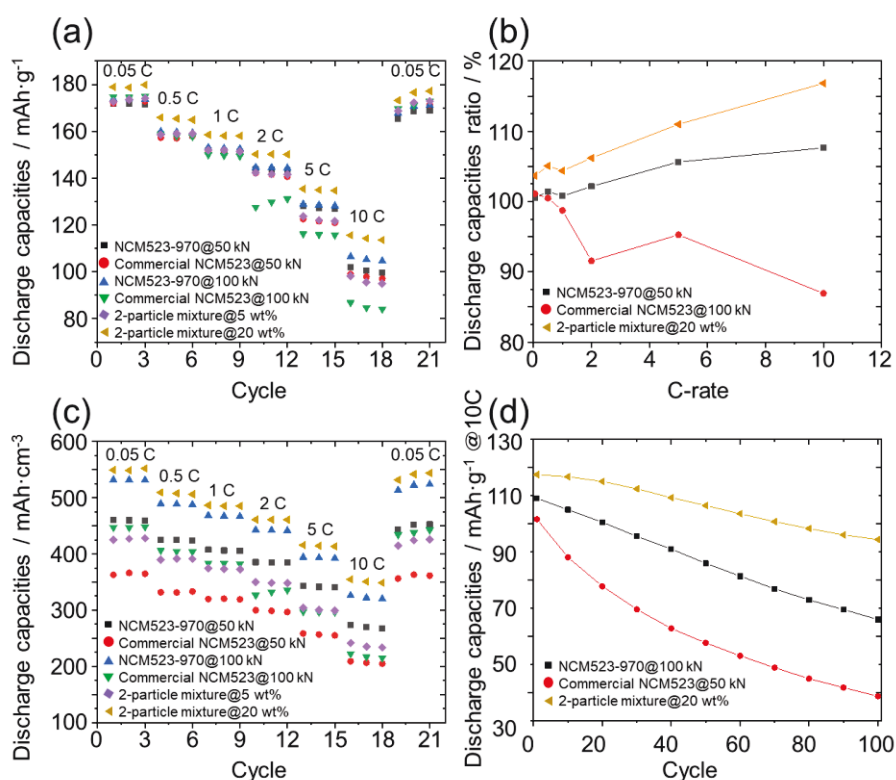 (a)
0.05 C
0.5 C
1 C
2 C
5 C
10 C
0.05 C
Discharge capacities / mAh·g⁻¹
180
160
140
120
100
80
NCM523-970@50 kN
Commercial NCM523@50 kN
NCM523-970@100 kN
Commercial NCM523@100 kN
2-particle mixture@5 wt%
2-particle mixture@20 wt%
0 3 6 9 12 15 18 21
Cycle
(b)
Discharge capacities ratio / %
120
115
110
105
100
95
90
85
80
NCM523-970@50 kN
Commercial NCM523@100 kN
2-particle mixture@20 wt%
0 2 4 6 8 10 12
C-rate
(c)
0.05 C
0.5 C
1 C
2 C
5 C
10 C
0.05 C
Discharge capacities / mAh·cm⁻³
600
550
500
450
400
350
300
250
200
150
100
NCM523-970@50 kN
Commercial NCM523@50 kN
NCM523-970@100 kN
Commercial NCM523@100 kN
2-particle mixture@5 wt%
2-particle mixture@20 wt%
0 3 6 9 12 15 18 21
Cycle
(d)
Discharge capacities / mAh·g⁻¹ @10C
130
110
90
70
50
30
NCM523-970@100 kN
Commercial NCM523@50 kN
2-particle mixture@20 wt%
0 20 40 60 80 100
Cycle